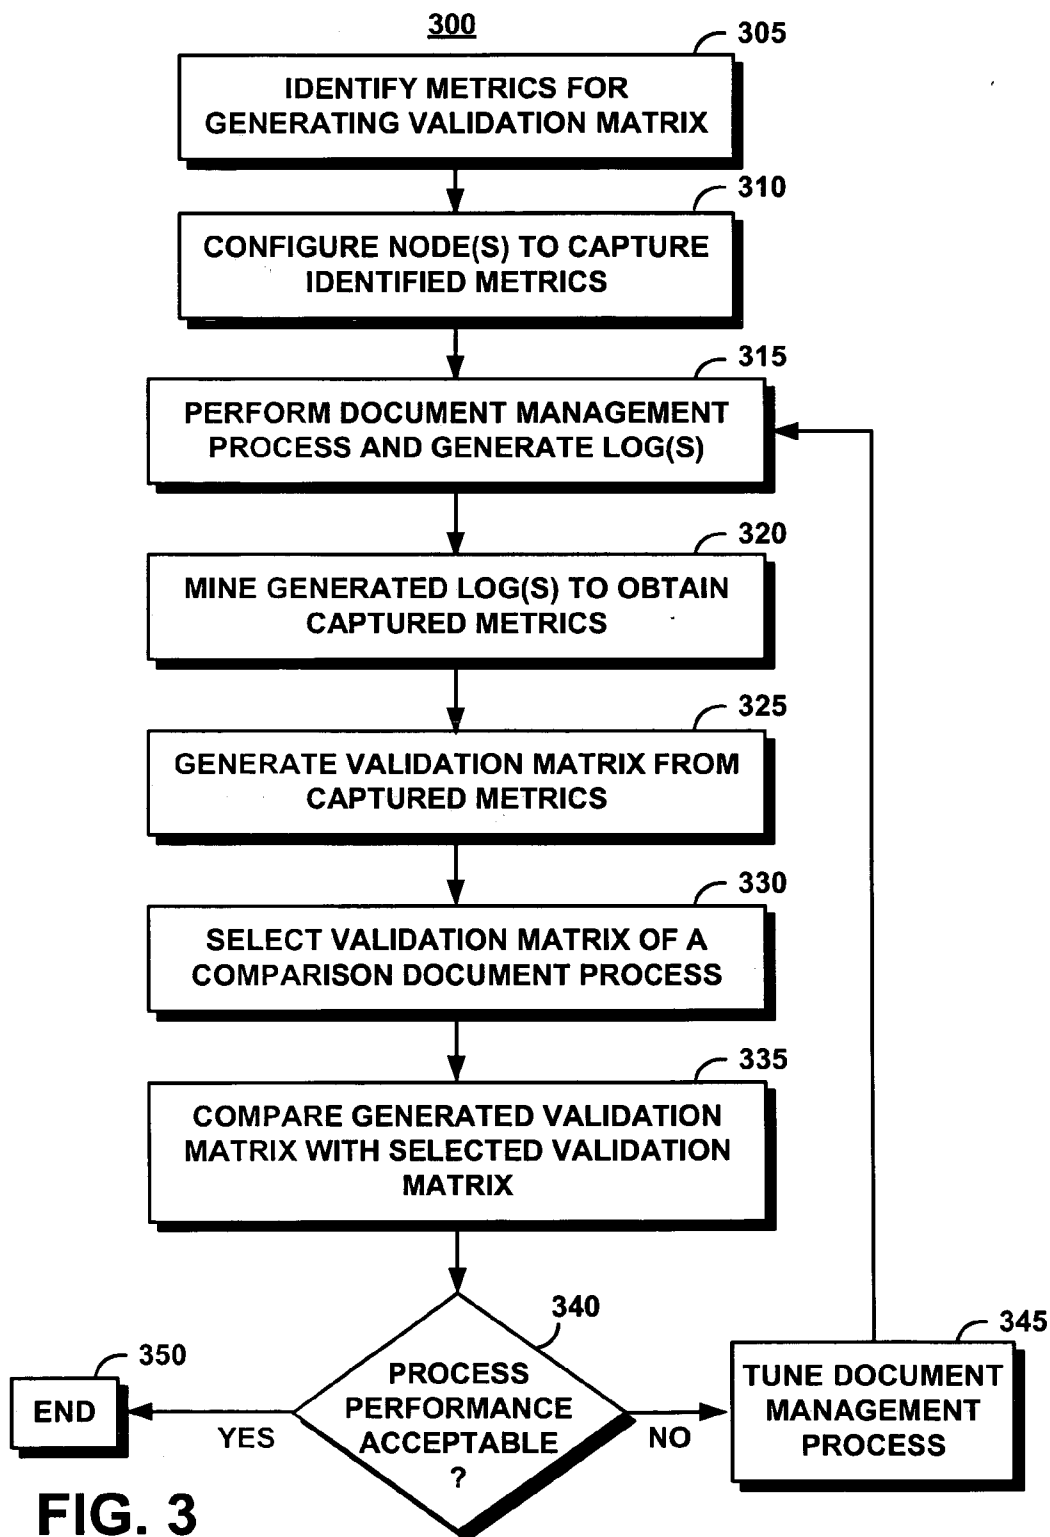 300
305
IDENTIFY METRICS FOR
GENERATING VALIDATION MATRIX
310
CONFIGURE NODE(S) TO CAPTURE
IDENTIFIED METRICS
315
PERFORM DOCUMENT MANAGEMENT
PROCESS AND GENERATE LOG(S)
320
MINE GENERATED LOG(S) TO OBTAIN
CAPTURED METRICS
325
GENERATE VALIDATION MATRIX FROM
CAPTURED METRICS
330
SELECT VALIDATION MATRIX OF A
COMPARISON DOCUMENT PROCESS
335
COMPARE GENERATED VALIDATION
MATRIX WITH SELECTED VALIDATION
MATRIX
340
PROCESS
PERFORMANCE
ACCEPTABLE
?
YES
350
END
NO
345
TUNE DOCUMENT
MANAGEMENT
PROCESS
FIG. 3